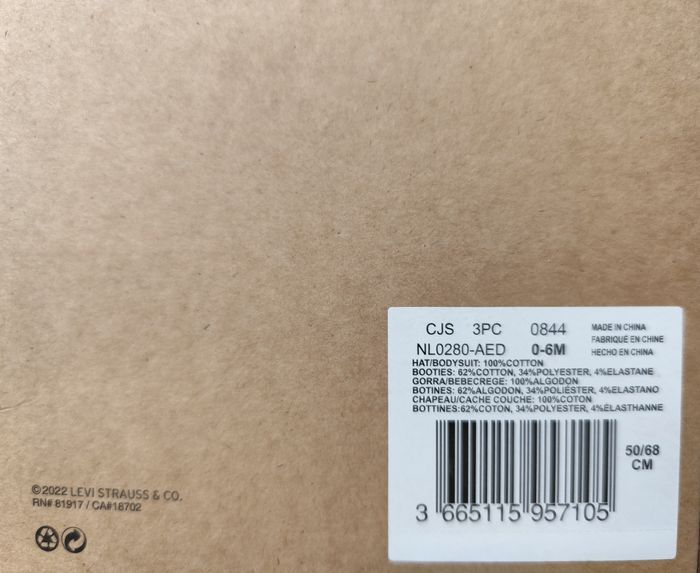 CJS 3PC 0844 MADE IN CHINA
FABRIQUÉ EN CHINE
NL0280-AED 0-6M HECHO EN CHINA
HAT/BODYSUIT: 100%COTTON
BOOTIES: 62%COTTON, 34%POLYESTER, 4%ELASTANE
GORRA/BEBECREGE: 100%ALGODON
BOTINES: 62%ALGODON, 34%POLIÉSTER, 4%ELASTANO
CHAPEAU/CACHE COUCHE: 100%COTON
BOTTINES:62%COTON, 34%POLYESTER, 4%ÉLASTHANNE
50/68
CM
3 665115 957105
©2022 LEVI STRAUSS & CO.
RN# 81917 / CA#18702